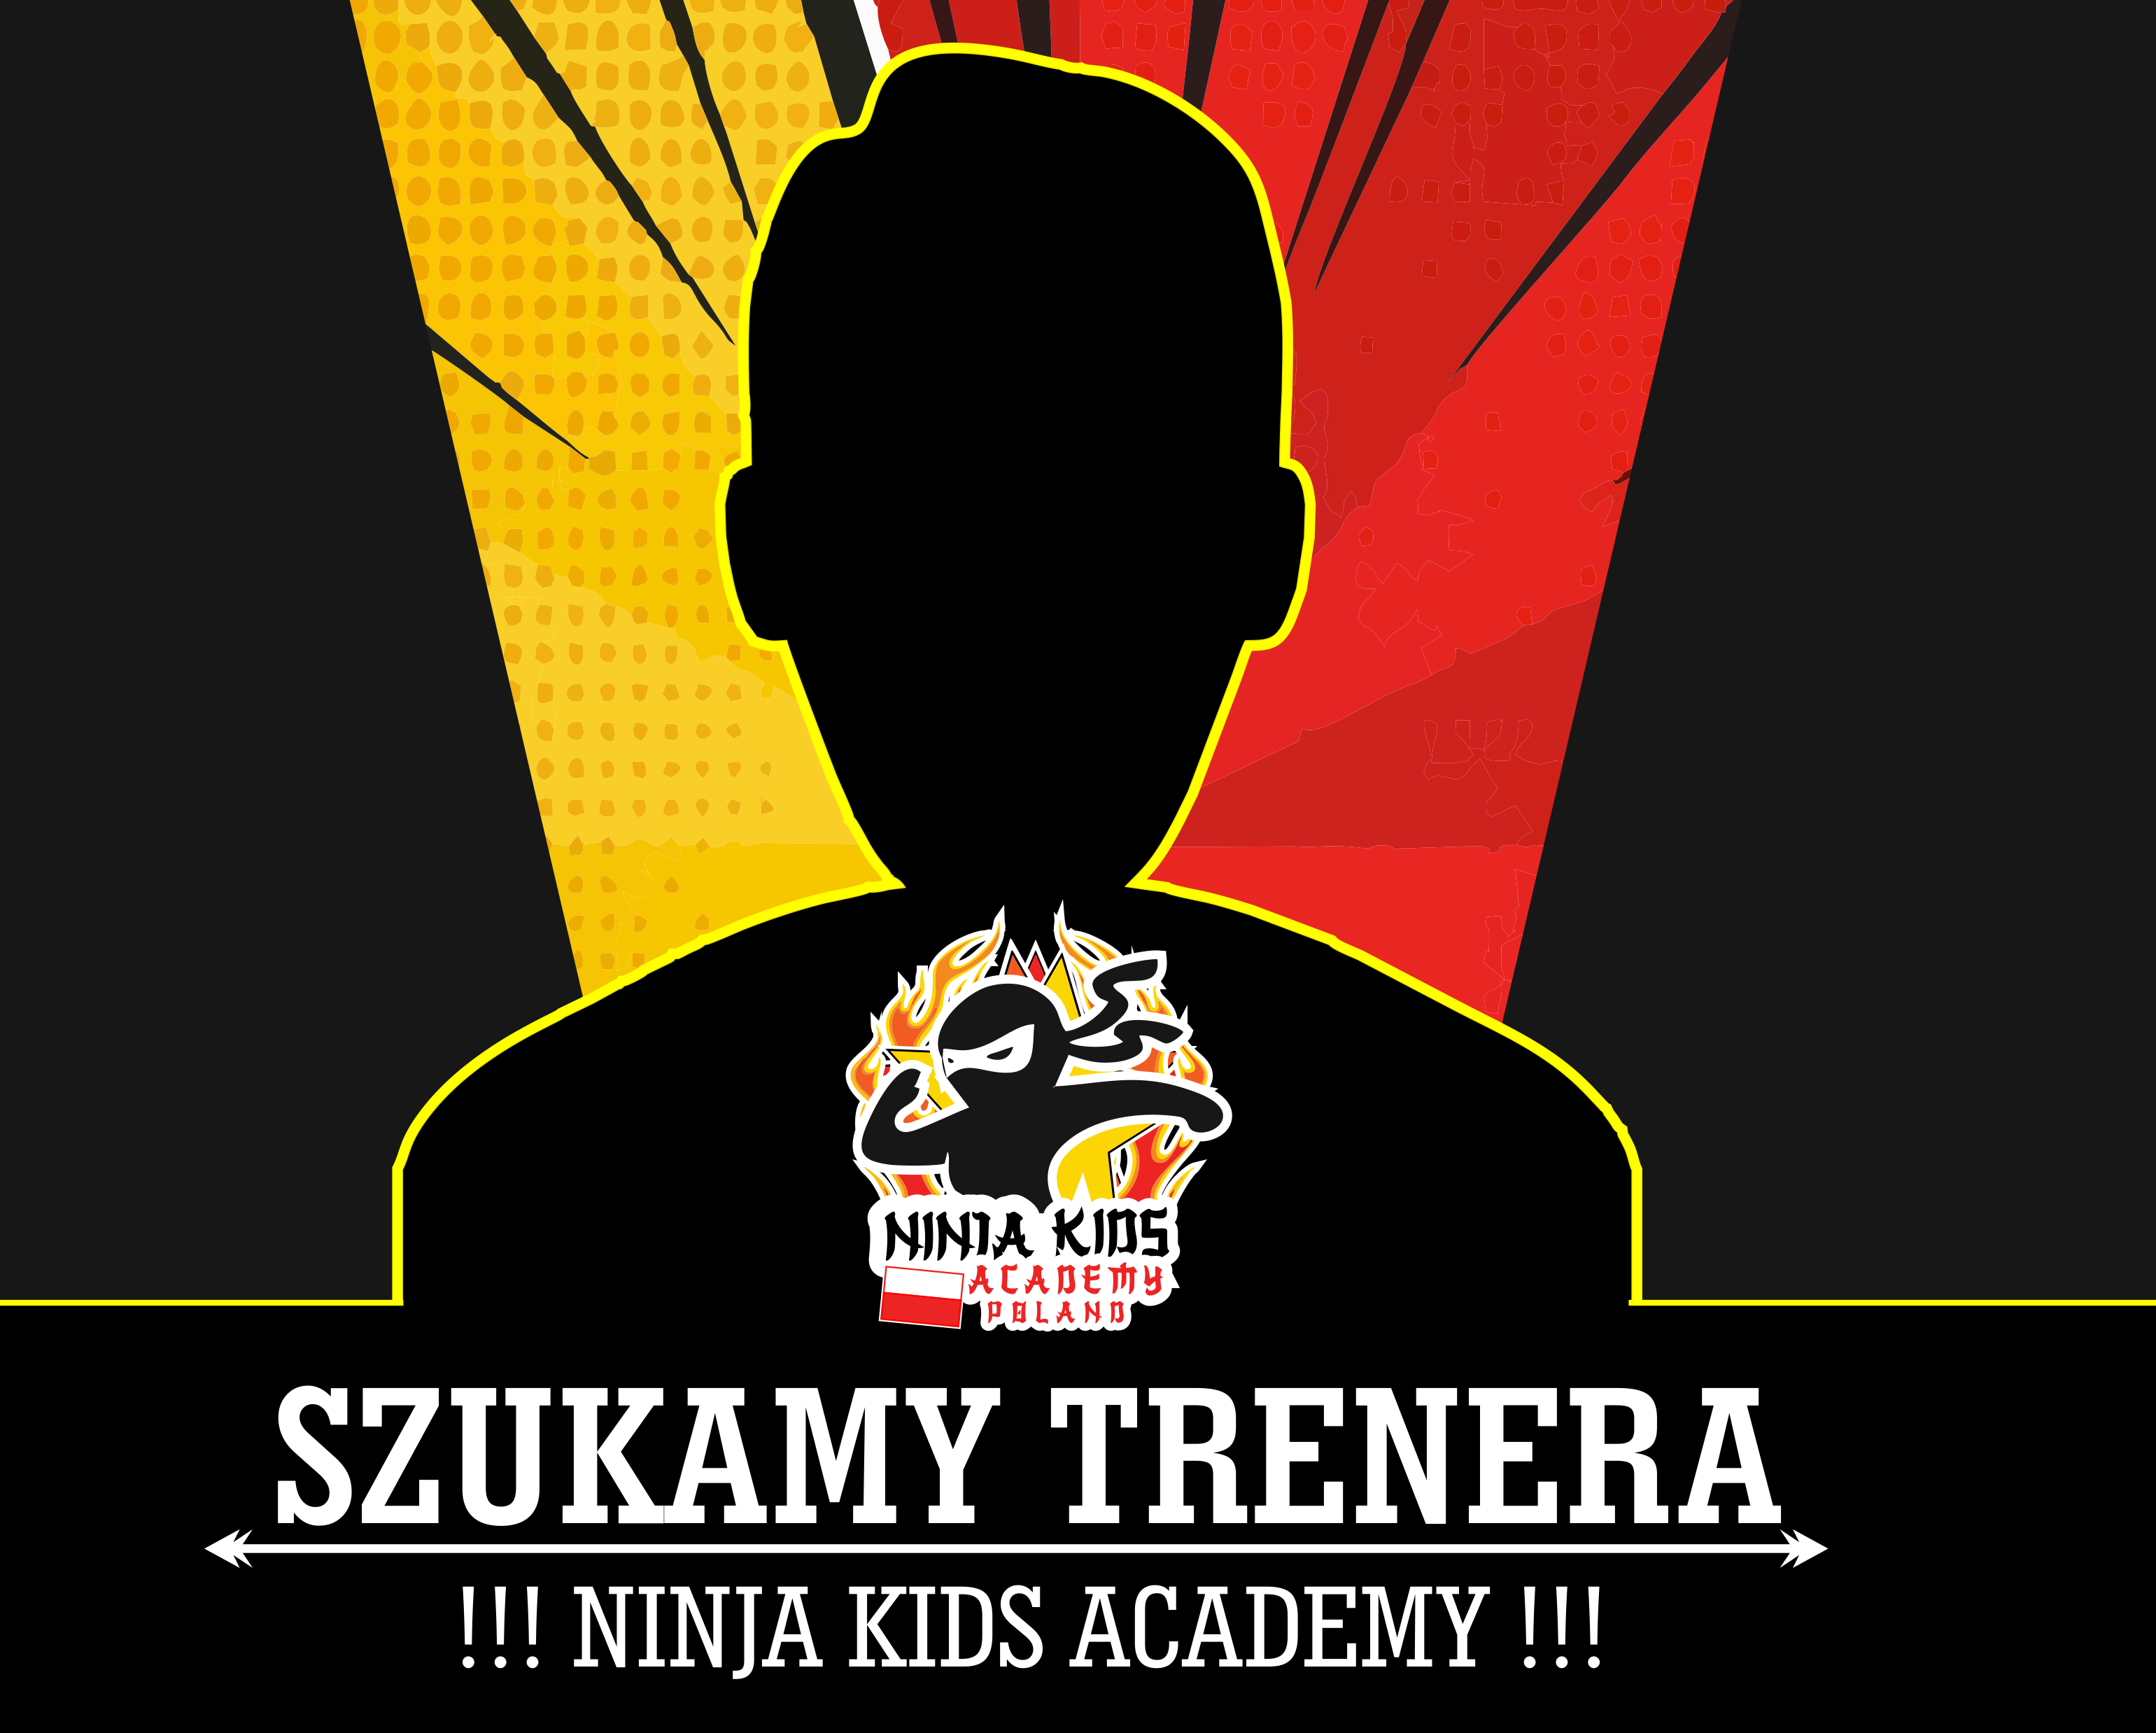 NINJA KIDS
ACADEMY
POLAND
SZUKAMY TRENERA
!!! NINJA KIDS ACADEMY !!!